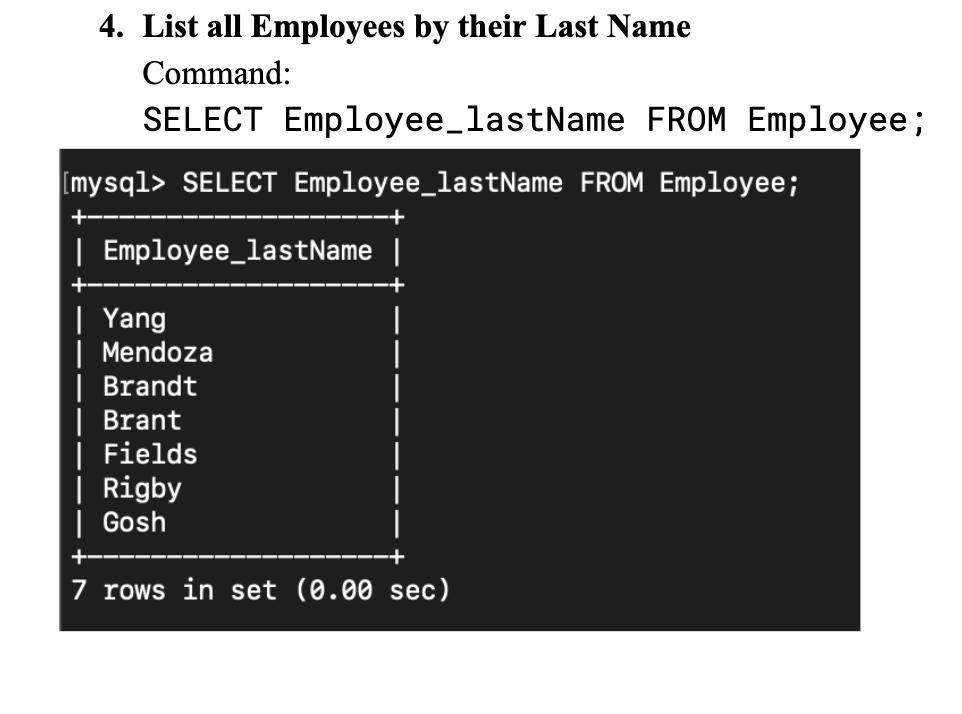 4. List all Employees by their Last Name
Command:
SELECT Employee_lastName FROM Employee;
[mysql> SELECT Employee_lastName FROM Employee;
+-------------------+
| Employee_lastName |
+-------------------+
| Yang              |
| Mendoza           |
| Brandt            |
| Brant             |
| Fields            |
| Rigby             |
| Gosh              |
+-------------------+
7 rows in set (0.00 sec)